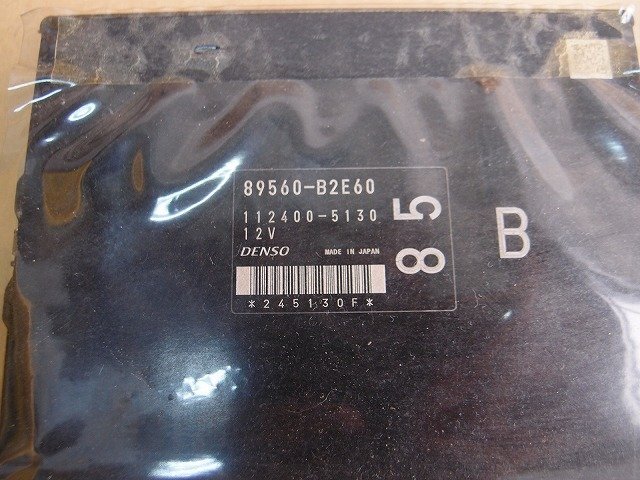 89560-B2E60
112400-5130
12V
DENSO MADE IN JAPAN
*245130F*
85
B